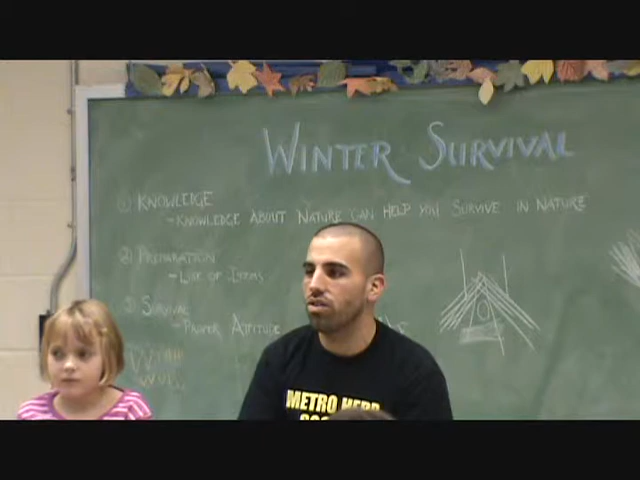 WINTER SURVIVAL
① KNOWLEDGE
- KNOWLEDGE ABOUT NATURE CAN HELP YOU SURVIVE IN NATURE
② PREPARATION
- LIST OF ITEMS
③ SURVIVAL
- PROPER ATTITUDE
METRO HERB